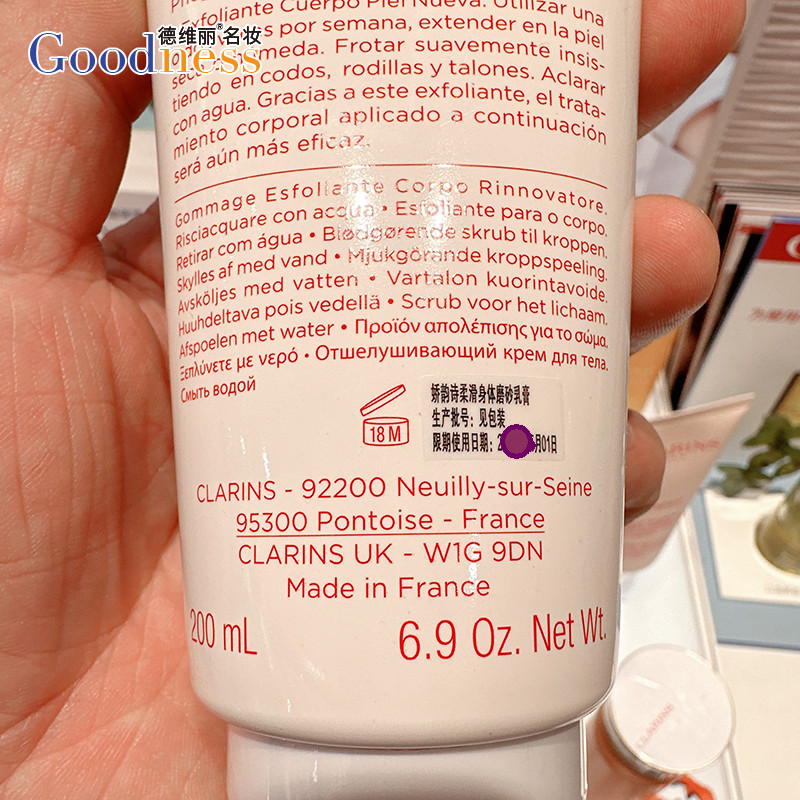 德维丽®名妆
Goodness
Exfoliante Cuerpo Piel Nueva. Utilizar una
por semana, extender en la piel
Frotar suavemente insis-
tiendo en codos, rodillas y talones. Aclarar
con agua. Gracias a este exfoliante, el trata-
miento corporal aplicado a continuación
será aún más eficaz.
Gommage Esfoliante Corpo Rinnovatore.
Risciacquare con acqua • Esfoliante para o corpo.
Retirar com água • Blødgørende skrub til kroppen.
Skylles af med vand • Mjukgörande kroppspeeling.
Avsköljes med vatten • Vartalon kuorintavoide.
Huuhdeltava pois vedellä • Scrub voor het lichaam.
Afspoelen met water • Προϊόν απολέπισης για το σώμα.
Ξεπλύνετε με νερό • Отшелушивающий крем для тела.
Смыть водой
娇韵诗柔滑身体磨砂乳膏
生产批号：见包装
限期使用日期：2 月01日
18 M
CLARINS - 92200 Neuilly-sur-Seine
95300 Pontoise - France
CLARINS UK - W1G 9DN
Made in France
200 mL
6.9 Oz. Net Wt.
CLARINS